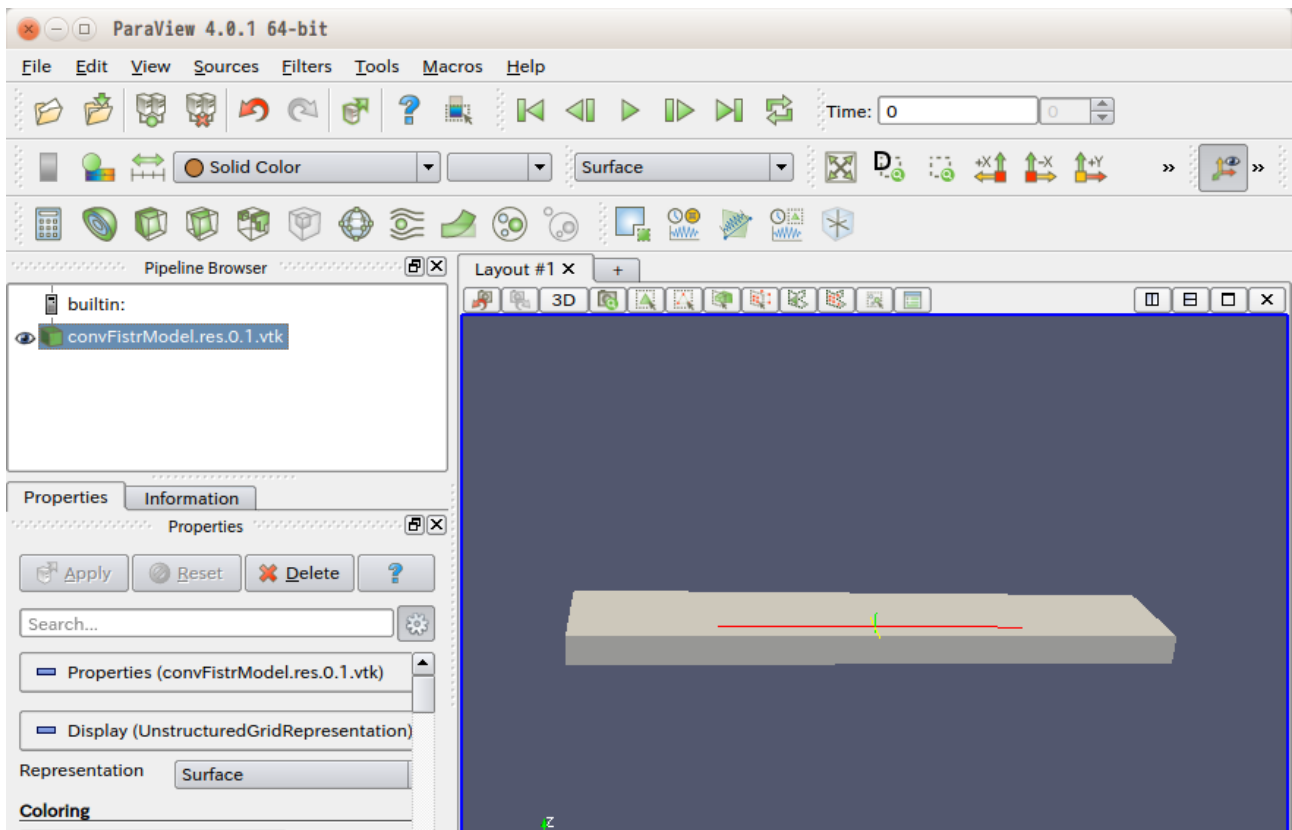 ParaView 4.0.1 64-bit
File Edit View Sources Filters Tools Macros Help
? Time: 0 0
Solid Color Surface D +X -X +Y » »
Pipeline Browser
Layout #1 X +
3D
builtin:
convFistrModel.res.0.1.vtk
Properties Information
Properties
Apply Reset Delete ?
Search...
Properties (convFistrModel.res.0.1.vtk)
Display (UnstructuredGridRepresentation)
Representation Surface
Coloring
Z